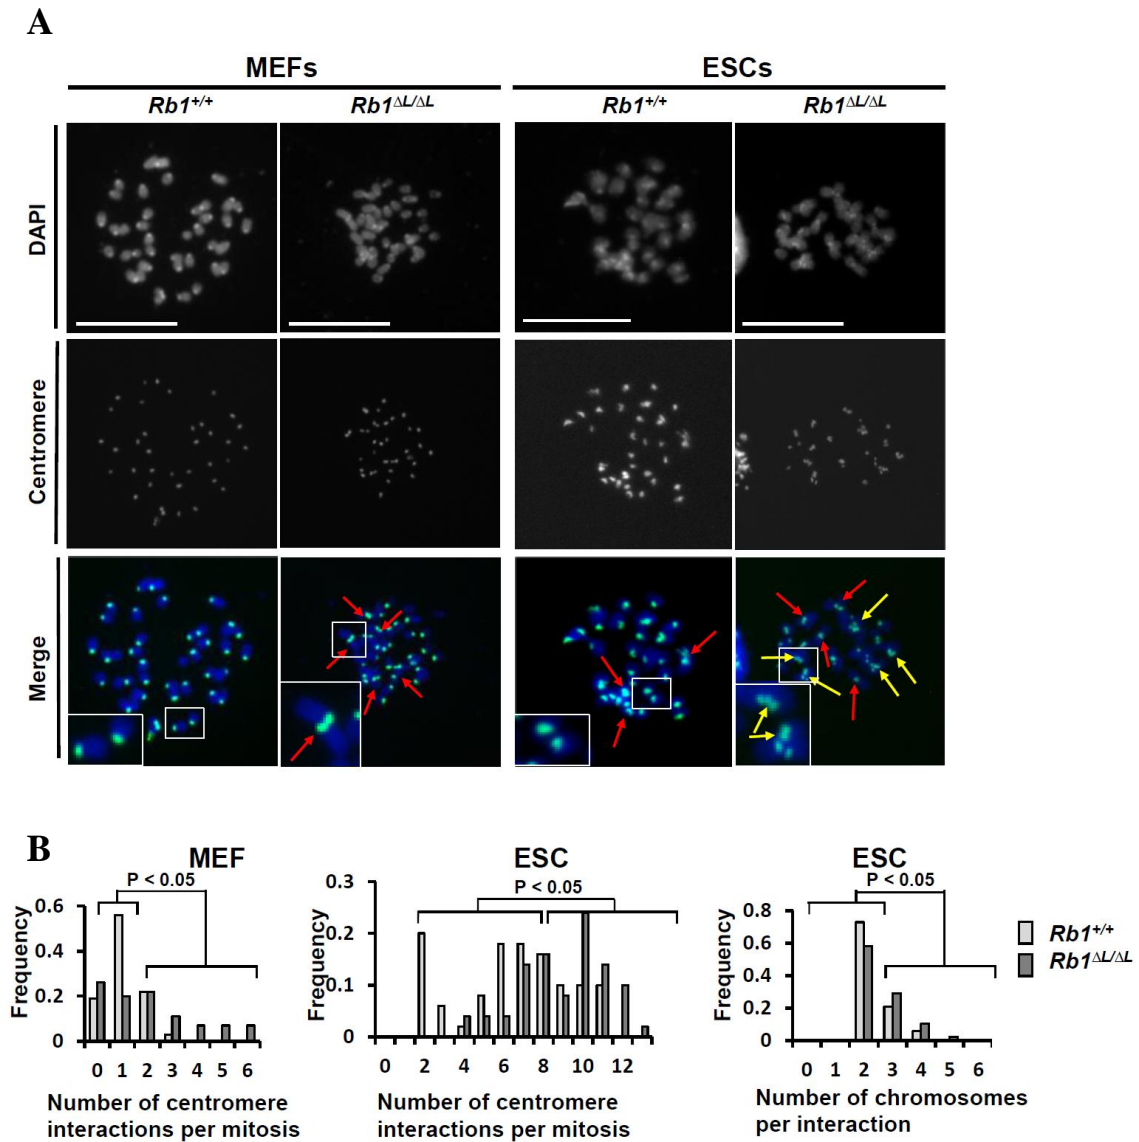 A
MEFs
ESCs
Rb1+/+
Rb1ΔL/ΔL
Rb1+/+
Rb1ΔL/ΔL
DAPI
Centromere
Merge
B
MEF
P < 0.05
Frequency
0.6
0.4
0.2
0
0 1 2 3 4 5 6
Number of centromere
interactions per mitosis
ESC
P < 0.05
Frequency
0.3
0.2
0.1
0
0 2 4 6 8 10 12
Number of centromere
interactions per mitosis
ESC
P < 0.05
Frequency
0.8
0.6
0.4
0.2
0
0 1 2 3 4 5 6
Number of chromosomes
per interaction
Rb1+/+
Rb1ΔL/ΔL